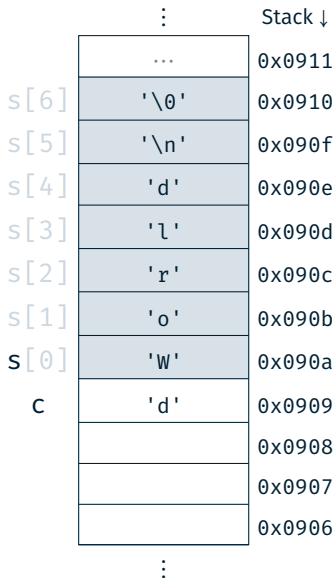 ⋮ Stack ↓
... 0x0911
s[6] '\0' 0x0910
s[5] '\n' 0x090f
s[4] 'd' 0x090e
s[3] 'l' 0x090d
s[2] 'r' 0x090c
s[1] 'o' 0x090b
s[0] 'W' 0x090a
c 'd' 0x0909
0x0908
0x0907
0x0906
⋮